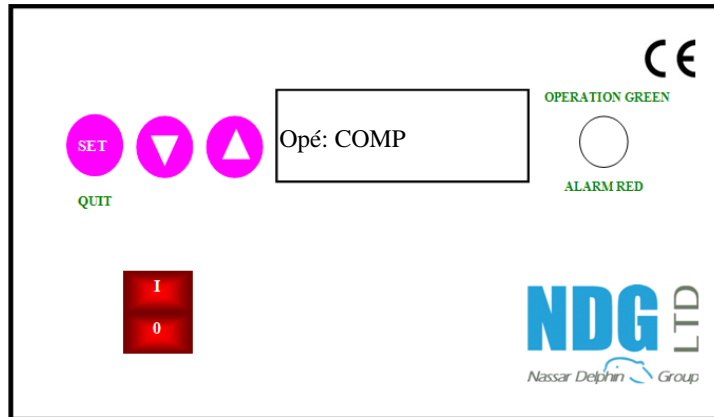 CE
OPERATION GREEN
SET
Opé: COMP
ALARM RED
QUIT
I
0
NDG LTD
Nassar Delphin Group